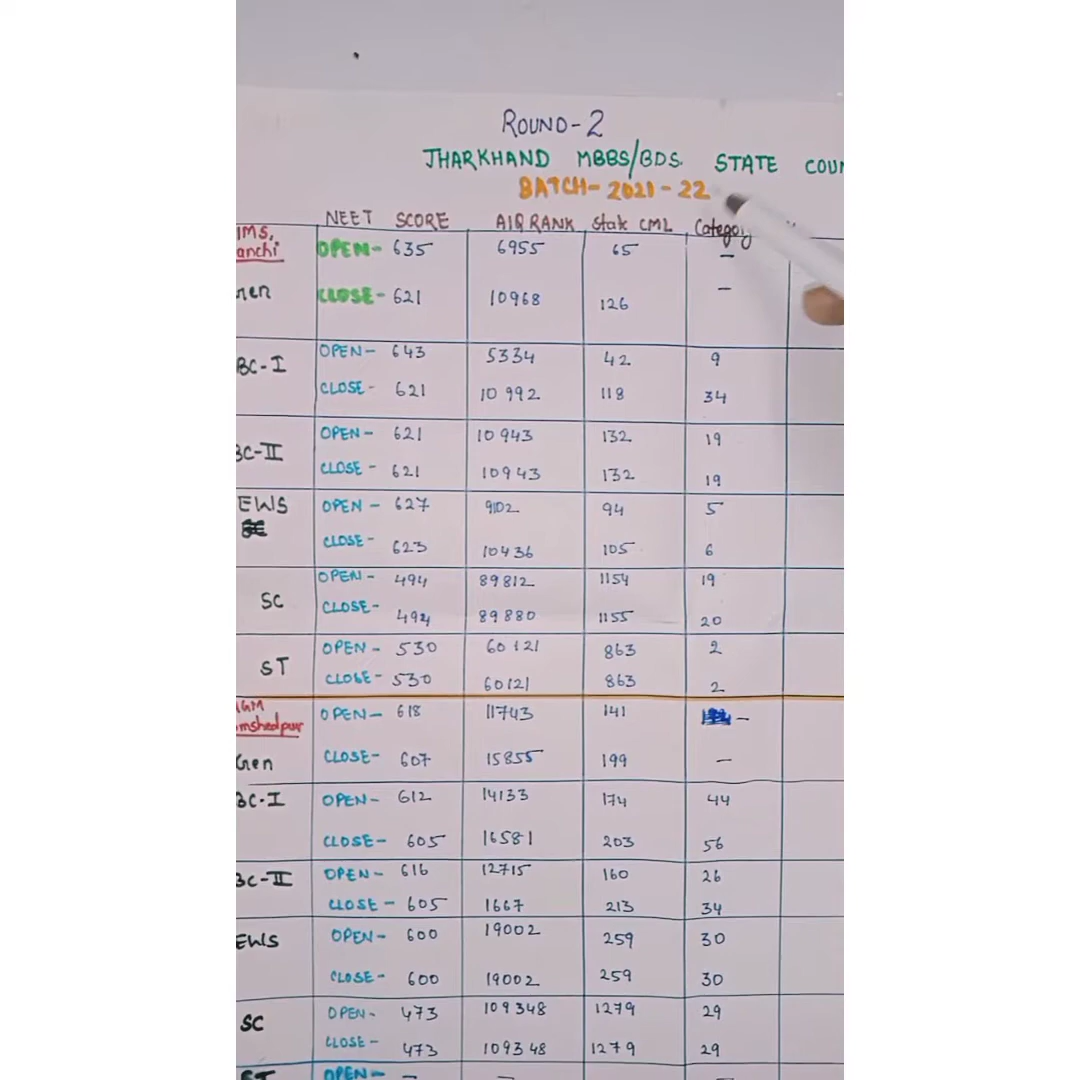 ROUND-2
JHARKHAND MBBS/BDS. STATE COUN
BATCH- 2021-22
NEET SCORE AIQ RANK State CML Category
IMS,
anchi
OPEN- 635 6955 65 -
Gen
CLOSE- 621 10968 126 -
BC-I
OPEN- 643 5334 42 9
CLOSE- 621 10992 118 34
BC-II
OPEN- 621 10943 132 19
CLOSE- 621 10943 132 19
EWS
OPEN- 627 9102 94 5
CLOSE- 623 10436 105 6
SC
OPEN- 494 89812 1154 19
CLOSE- 494 89880 1155 20
ST
OPEN- 530 60121 863 2
CLOSE- 530 60121 863 2
GM
mshedpur
OPEN- 618 11743 141 -
Gen
CLOSE- 607 15855 199 -
BC-I
OPEN- 612 14133 174 44
CLOSE- 605 16581 203 56
BC-II
OPEN- 616 12715 160 26
CLOSE- 605 1667 213 34
EWS
OPEN- 600 19002 259 30
CLOSE- 600 19002 259 30
SC
OPEN- 473 109348 1279 29
CLOSE- 473 109348 1279 29
ST
OPEN- - - - -